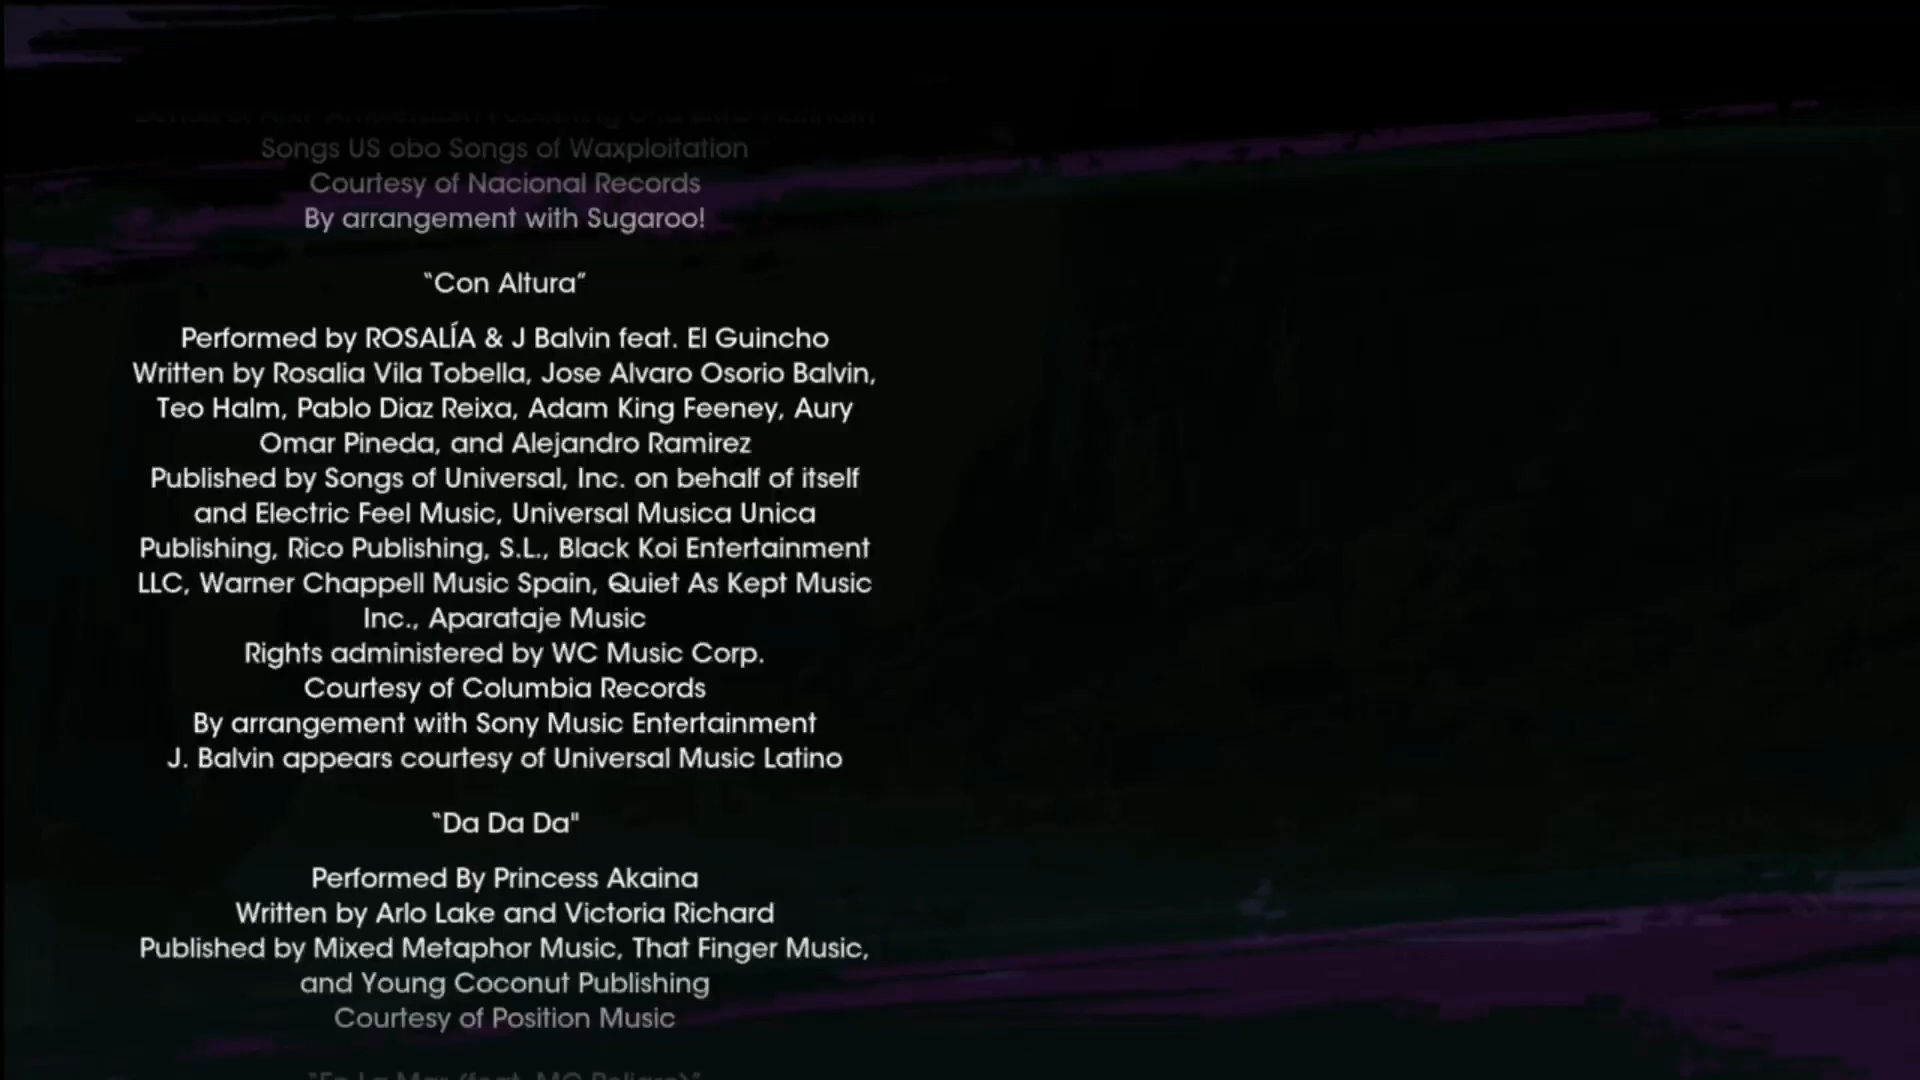 Songs US obo Songs of Waxploitation
Courtesy of Nacional Records
By arrangement with Sugaroo!
“Con Altura”
Performed by ROSALÍA & J Balvin feat. El Guincho
Written by Rosalia Vila Tobella, Jose Alvaro Osorio Balvin,
Teo Halm, Pablo Diaz Reixa, Adam King Feeney, Aury
Omar Pineda, and Alejandro Ramirez
Published by Songs of Universal, Inc. on behalf of itself
and Electric Feel Music, Universal Musica Unica
Publishing, Rico Publishing, S.L., Black Koi Entertainment
LLC, Warner Chappell Music Spain, Quiet As Kept Music
Inc., Aparataje Music
Rights administered by WC Music Corp.
Courtesy of Columbia Records
By arrangement with Sony Music Entertainment
J. Balvin appears courtesy of Universal Music Latino
“Da Da Da"
Performed By Princess Akaina
Written by Arlo Lake and Victoria Richard
Published by Mixed Metaphor Music, That Finger Music,
and Young Coconut Publishing
Courtesy of Position Music